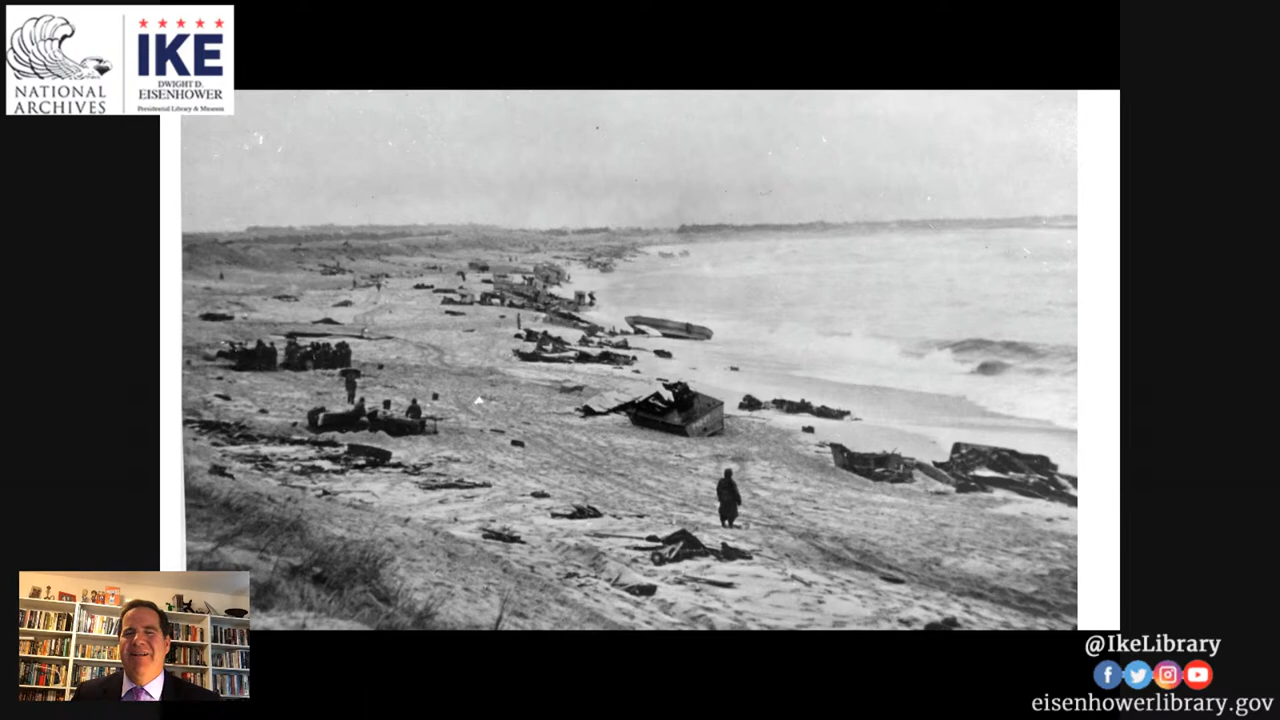 NATIONAL
ARCHIVES
★★★★★
IKE
DWIGHT D.
EISENHOWER
Presidential Library & Museum
@IkeLibrary
eisenhowerlibrary.gov